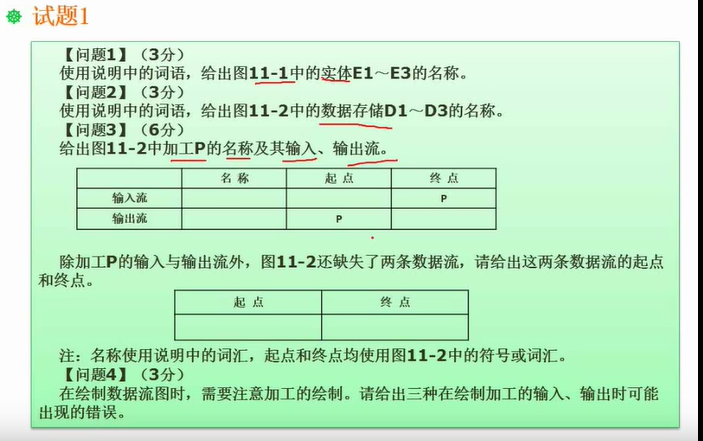 试题1
【问题1】（3分）
使用说明中的词语，给出图11-1中的实体E1～E3的名称。
【问题2】（3分）
使用说明中的词语，给出图11-2中的数据存储D1～D3的名称。
【问题3】（6分）
给出图11-2中加工P的名称及其输入、输出流。
名 称 起 点 终 点
输入流 P
输出流 P
除加工P的输入与输出流外，图11-2还缺失了两条数据流，请给出这两条数据流的起点
和终点。
起 点 终 点
注：名称使用说明中的词汇，起点和终点均使用图11-2中的符号或词汇。
【问题4】（3分）
在绘制数据流图时，需要注意加工的绘制。请给出三种在绘制加工的输入、输出时可能
出现的错误。